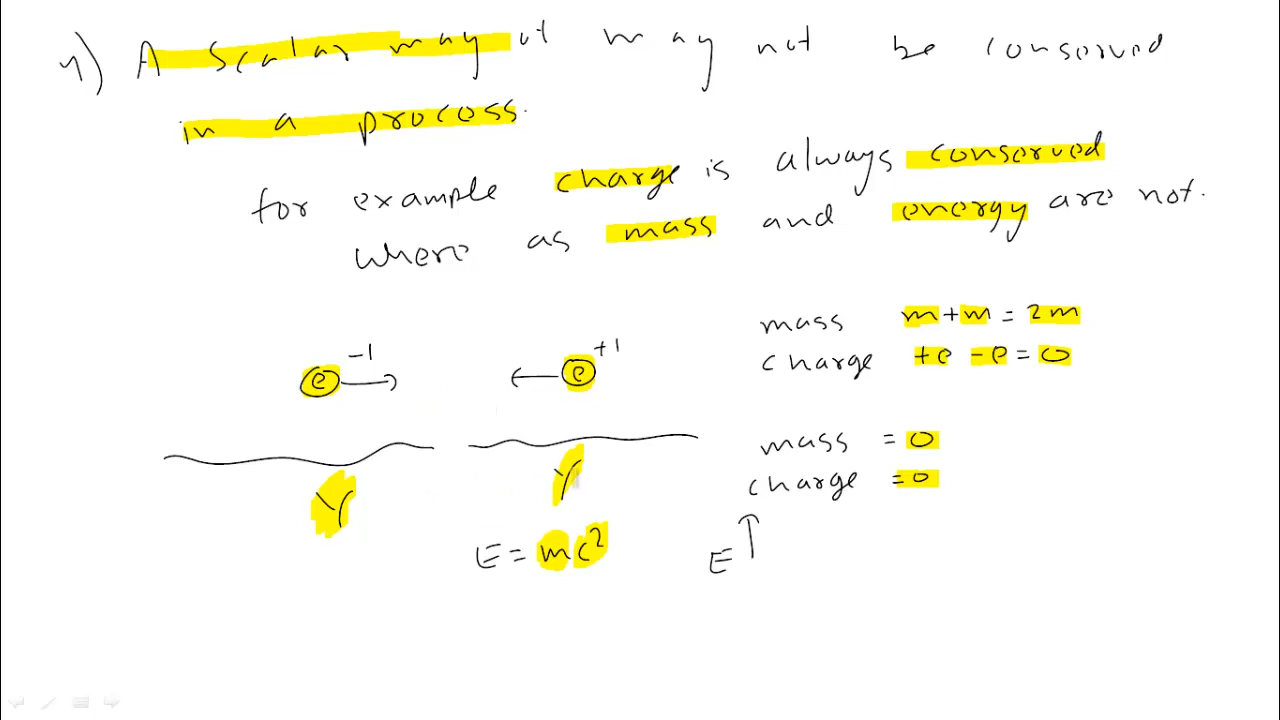 7) A scalar may or may not be conserved
in a process.
for example charge is always conserved
where as mass and energy are not.
mass m + m = 2m
charge +e -e = 0
e -1 e +1
mass = 0
charge = 0
γ γ
E = mc² E↑